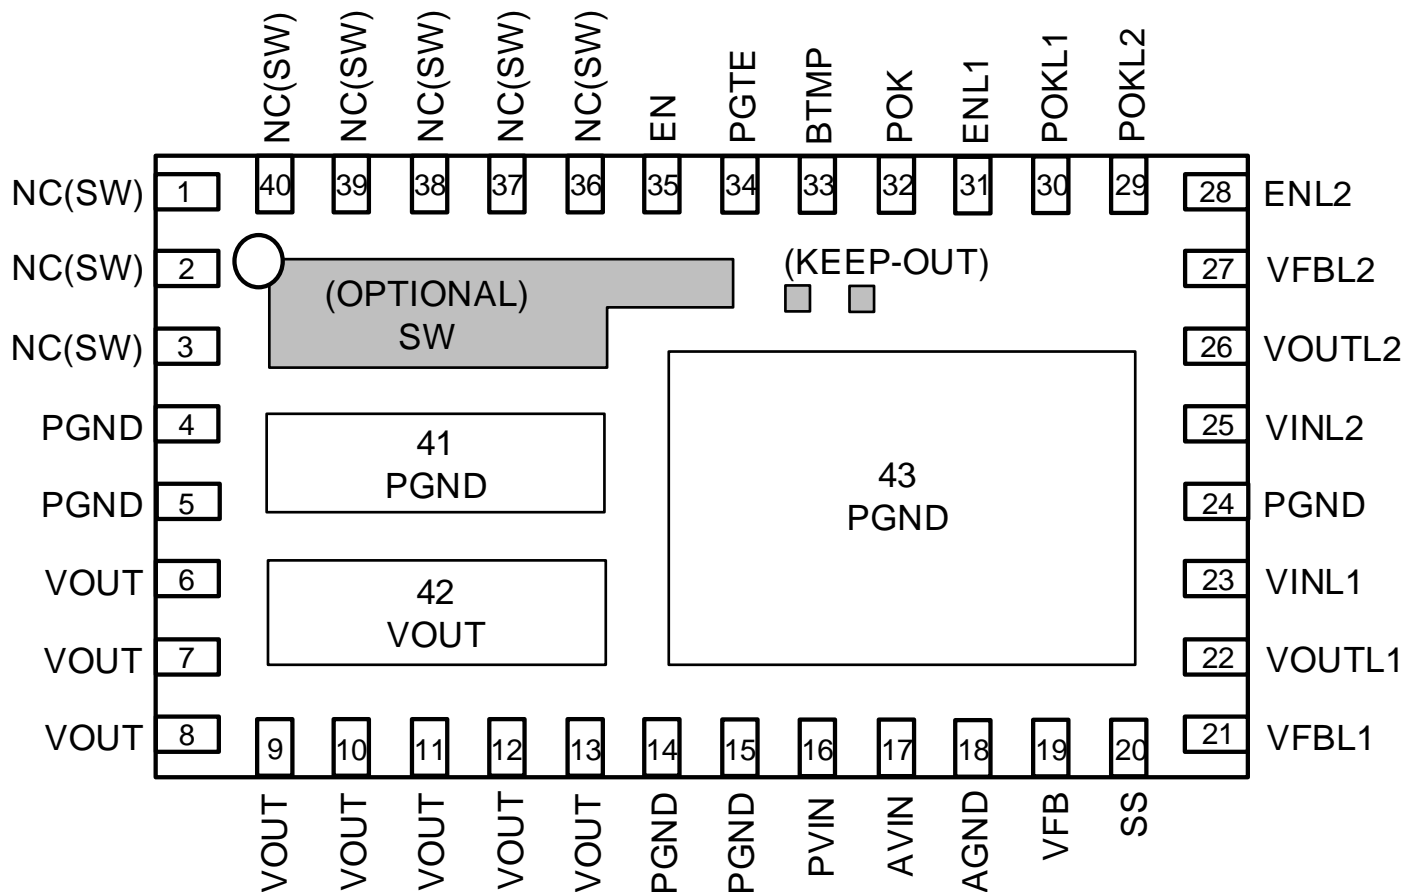 NC(SW)
NC(SW)
NC(SW)
NC(SW)
NC(SW)
EN
PGTE
BTMP
POK
ENL1
POKL1
POKL2
40
39
38
37
36
35
34
33
32
31
30
29
NC(SW)
1
28
ENL2
NC(SW)
2
27
VFBL2
NC(SW)
3
26
VOUTL2
PGND
4
25
VINL2
PGND
5
24
PGND
VOUT
6
23
VINL1
VOUT
7
22
VOUTL1
VOUT
8
21
VFBL1
(OPTIONAL)
SW
(KEEP-OUT)
41
PGND
42
VOUT
43
PGND
9
10
11
12
13
14
15
16
17
18
19
20
VOUT
VOUT
VOUT
VOUT
VOUT
PGND
PGND
PVIN
AVIN
AGND
VFB
SS